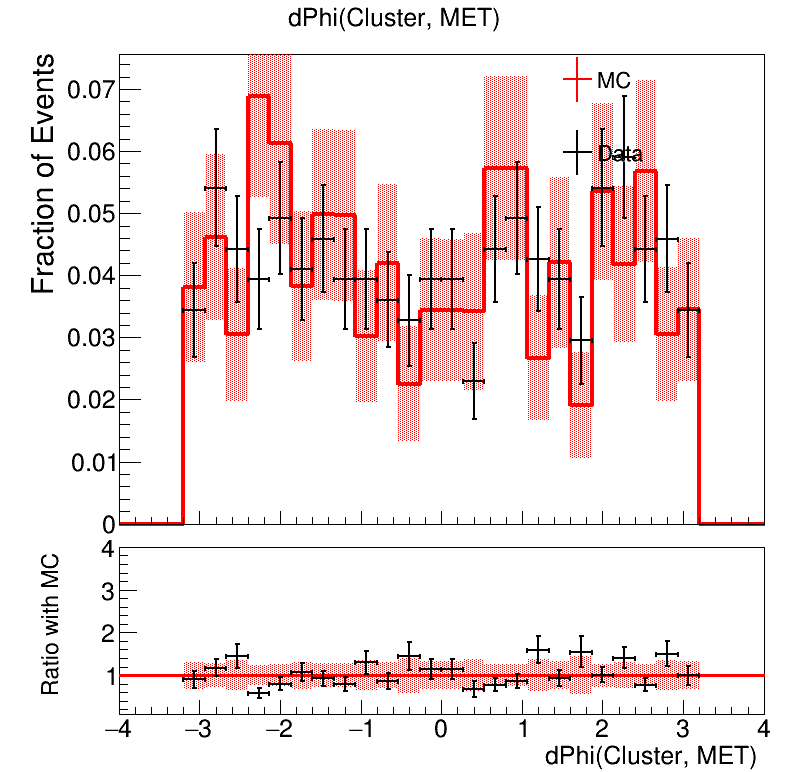 dPhi(Cluster, MET)
Fraction of Events
0.07
0.06
0.05
0.04
0.03
0.02
0.01
0
MC
Data
Ratio with MC
4
3
2
1
−4 −3 −2 −1 0 1 2 3 4
dPhi(Cluster, MET)